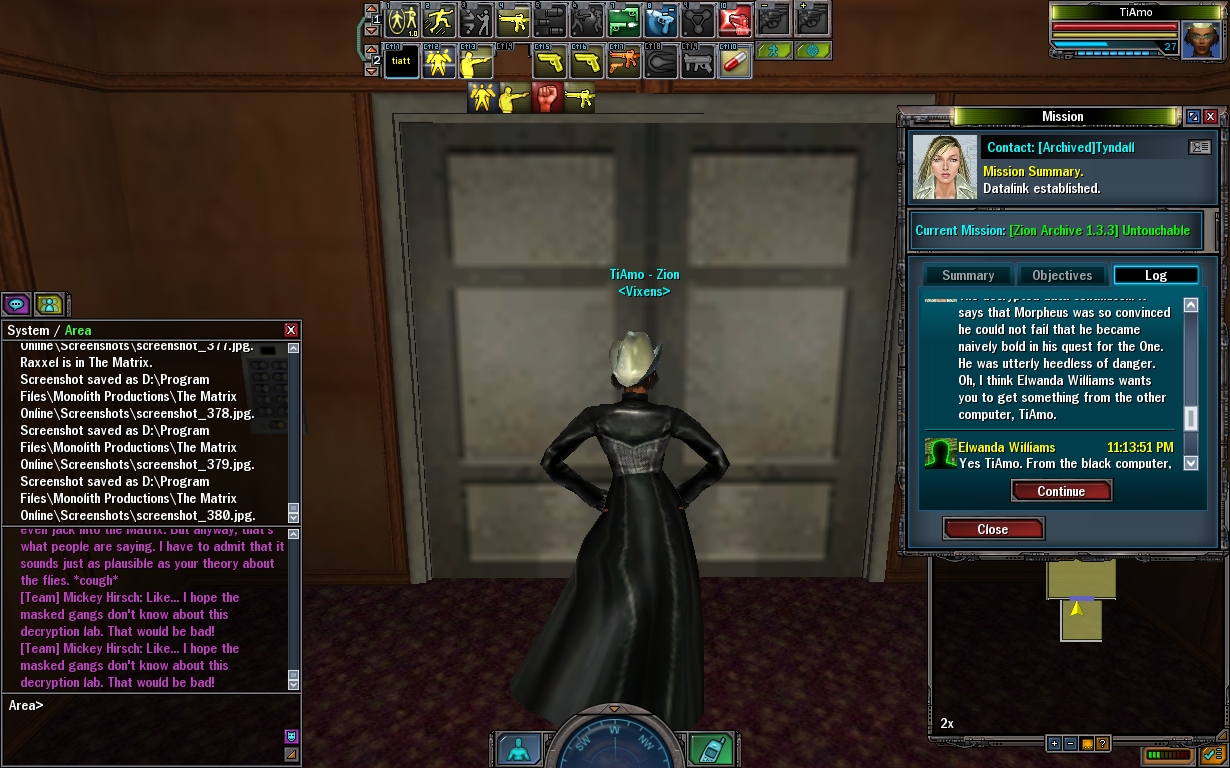 1
1.0
2
Ctrl1
tiatt
TiAmo
27
Mission
Contact: [Archived]Tyndall
Mission Summary.
Datalink established.
Current Mission: [Zion Archive 1.3.3] Untouchable
Summary
Objectives
Log
says that Morpheus was so convinced
he could not fail that he became
naively bold in his quest for the One.
He was utterly heedless of danger.
Oh, I think Elwanda Williams wants
you to get something from the other
computer, TiAmo.
Elwanda Williams 11:13:51 PM
Yes TiAmo. From the black computer,
Continue
Close
TiAmo - Zion
<Vixens>
System / Area
Online\Screenshots\screenshot_377.jpg.
Raxxel is in The Matrix.
Screenshot saved as D:\Program
Files\Monolith Productions\The Matrix
Online\Screenshots\screenshot_378.jpg.
Screenshot saved as D:\Program
Files\Monolith Productions\The Matrix
Online\Screenshots\screenshot_379.jpg.
Screenshot saved as D:\Program
Files\Monolith Productions\The Matrix
Online\Screenshots\screenshot_380.jpg.
even jack into the Matrix. But anyway, that's
what people are saying. I have to admit that it
sounds just as plausible as your theory about
the flies. *cough*
[Team] Mickey Hirsch: Like... I hope the
masked gangs don't know about this
decryption lab. That would be bad!
[Team] Mickey Hirsch: Like... I hope the
masked gangs don't know about this
decryption lab. That would be bad!
Area>
SW
W
NW
2x